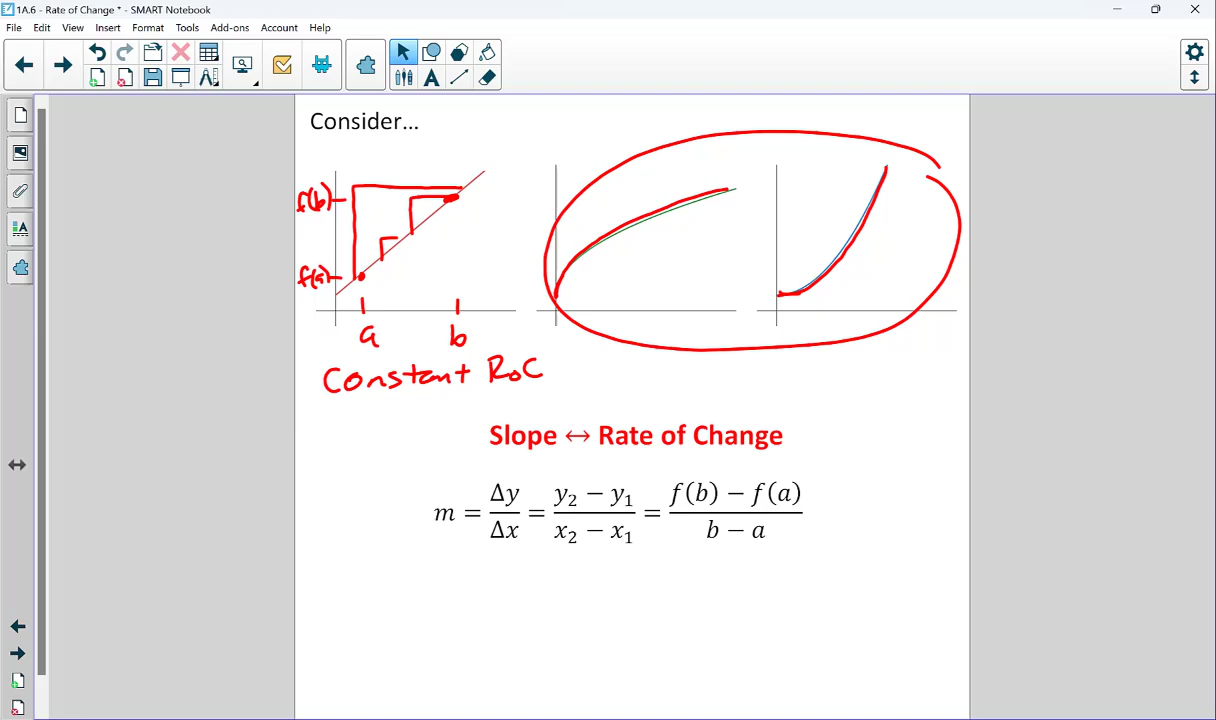 1A.6 - Rate of Change * - SMART Notebook
File Edit View Insert Format Tools Add-ons Account Help
Consider...
f(b)
f(a)
a b
Constant RoC
Slope ↔ Rate of Change
m = Δy/Δx = y₂ − y₁/x₂ − x₁ = f(b) − f(a)/b − a